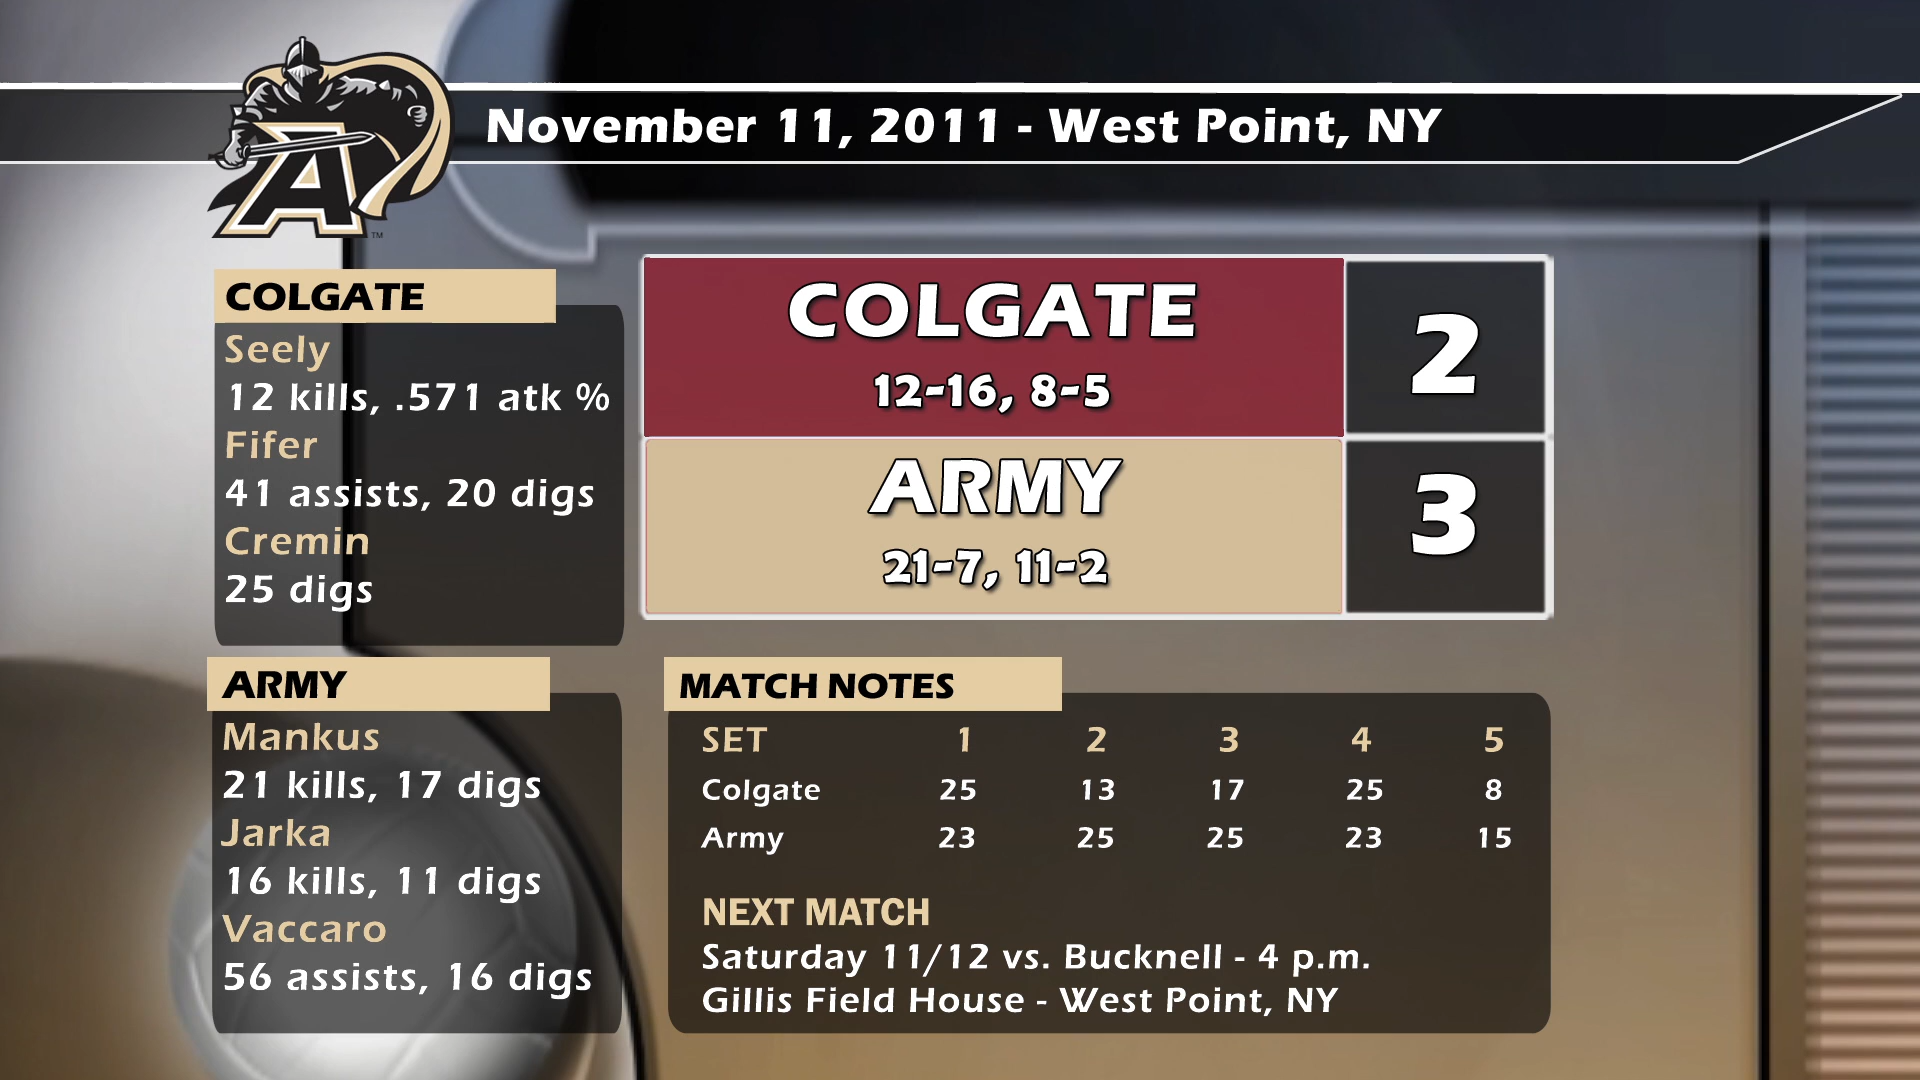 November 11, 2011 - West Point, NY
A
TM
COLGATE
12-16, 8-5
2
ARMY
21-7, 11-2
3
COLGATE
Seely
12 kills, .571 atk %
Fifer
41 assists, 20 digs
Cremin
25 digs
ARMY
Mankus
21 kills, 17 digs
Jarka
16 kills, 11 digs
Vaccaro
56 assists, 16 digs
MATCH NOTES
SET 1 2 3 4 5
Colgate 25 13 17 25 8
Army 23 25 25 23 15
NEXT MATCH
Saturday 11/12 vs. Bucknell - 4 p.m.
Gillis Field House - West Point, NY